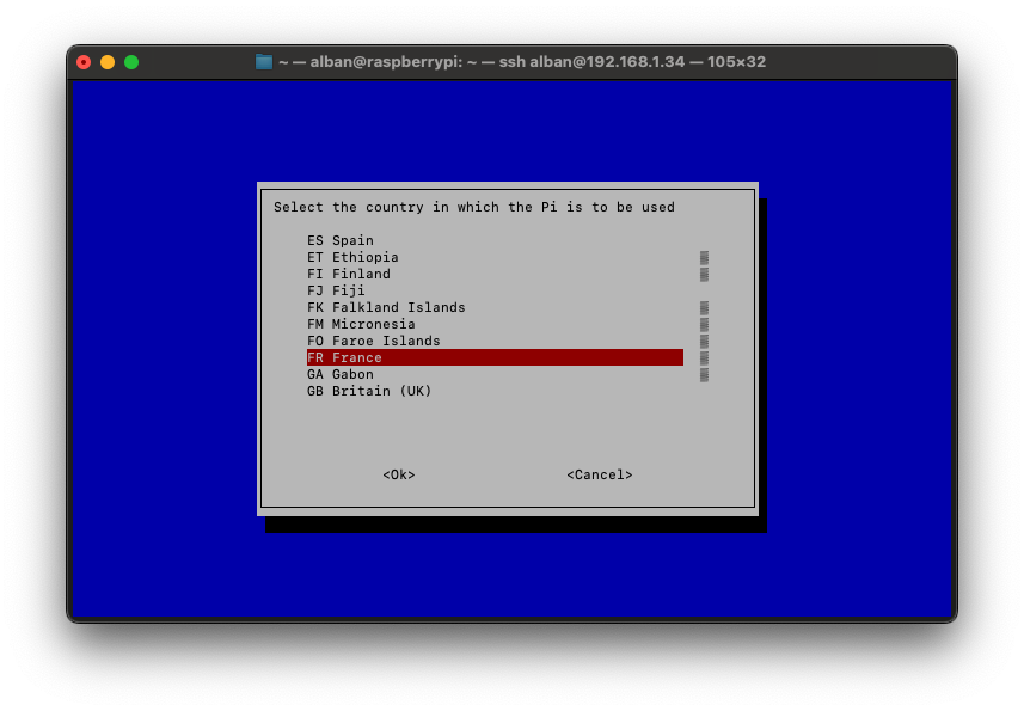 ~ — alban@raspberrypi: ~ — ssh alban@192.168.1.34 — 105×32
Select the country in which the Pi is to be used
ES Spain
ET Ethiopia
FI Finland
FJ Fiji
FK Falkland Islands
FM Micronesia
FO Faroe Islands
FR France
GA Gabon
GB Britain (UK)
<Ok> <Cancel>